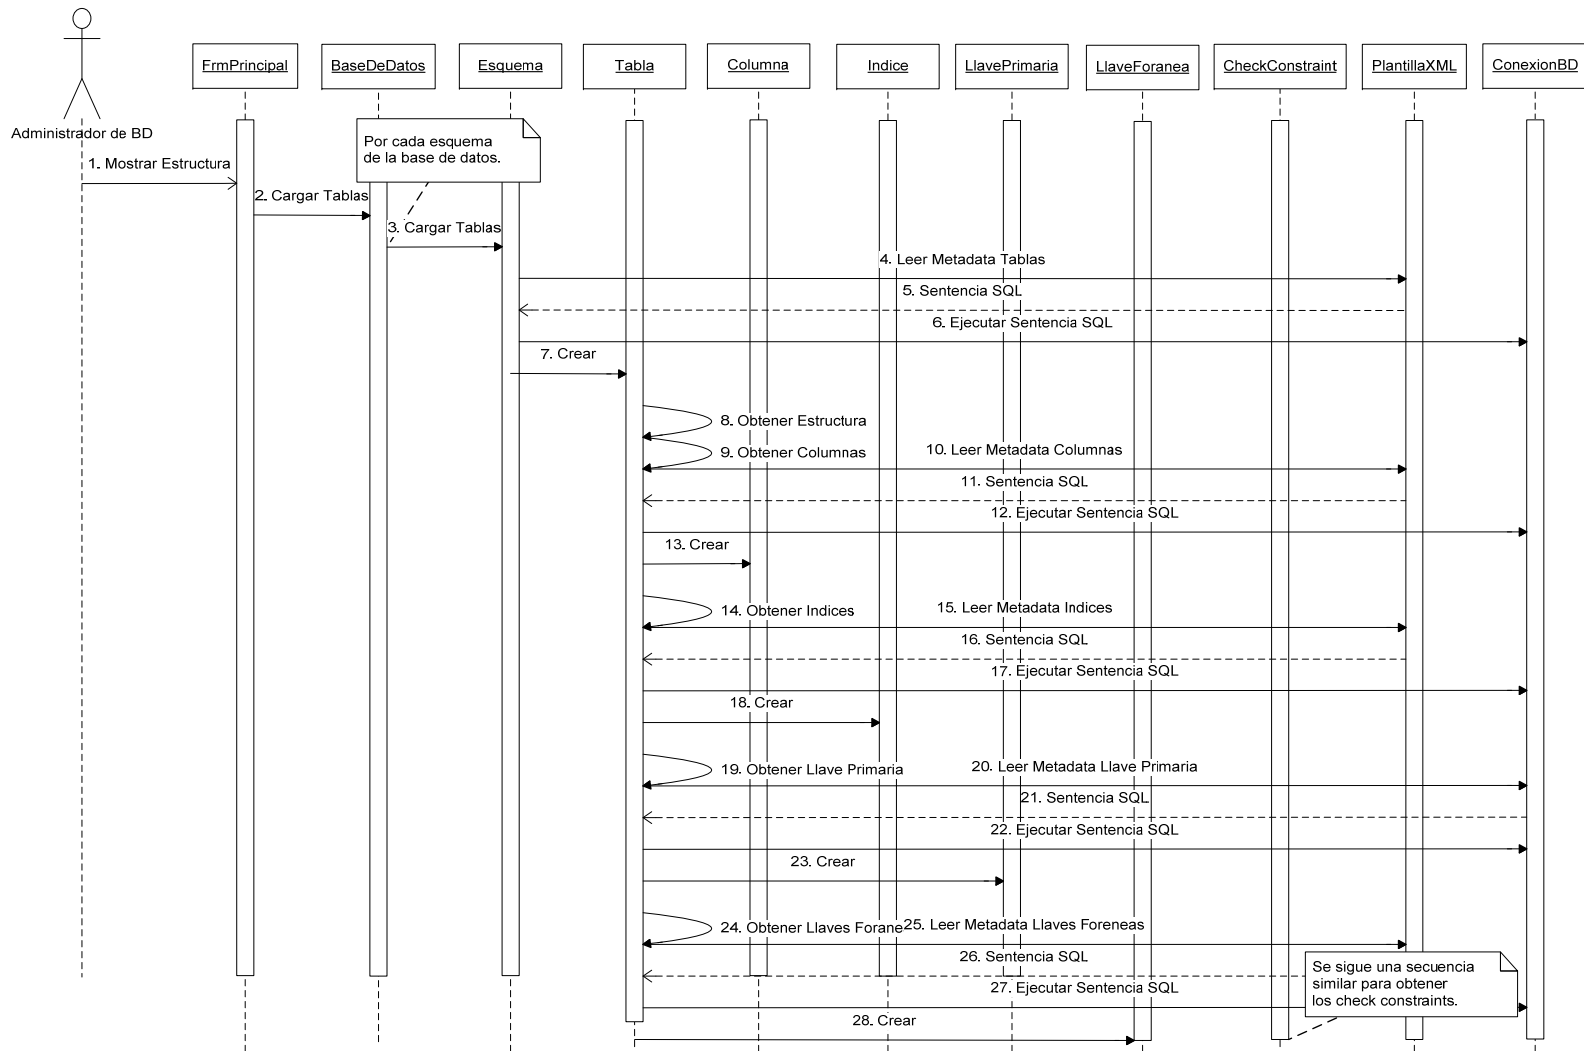 FrmPrincipal
BaseDeDatos
Esquema
Tabla
Columna
Indice
LlavePrimaria
LlaveForanea
CheckConstraint
PlantillaXML
ConexionBD
Administrador de BD
Por cada esquema
de la base de datos.
1. Mostrar Estructura
2. Cargar Tablas
3. Cargar Tablas
4. Leer Metadata Tablas
5. Sentencia SQL
6. Ejecutar Sentencia SQL
7. Crear
8. Obtener Estructura
9. Obtener Columnas
10. Leer Metadata Columnas
11. Sentencia SQL
12. Ejecutar Sentencia SQL
13. Crear
14. Obtener Indices
15. Leer Metadata Indices
16. Sentencia SQL
17. Ejecutar Sentencia SQL
18. Crear
19. Obtener Llave Primaria
20. Leer Metadata Llave Primaria
21. Sentencia SQL
22. Ejecutar Sentencia SQL
23. Crear
24. Obtener Llaves Forane
25. Leer Metadata Llaves Foreneas
26. Sentencia SQL
27. Ejecutar Sentencia SQL
28. Crear
Se sigue una secuencia
similar para obtener
los check constraints.